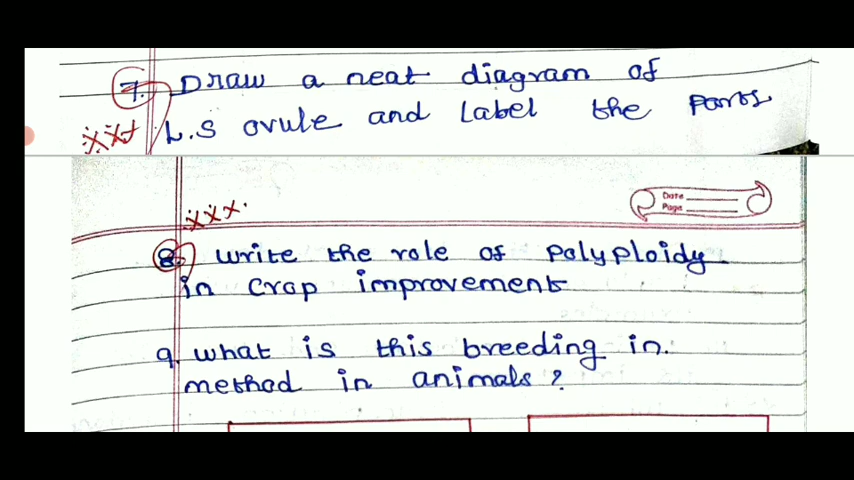 7. Draw a neat diagram of
xxx L.S ovule and Label the parts
xxx.
Date
Page
8. write the role of polyploidy
in crop improvement
9. what is this breeding in.
method in animals?